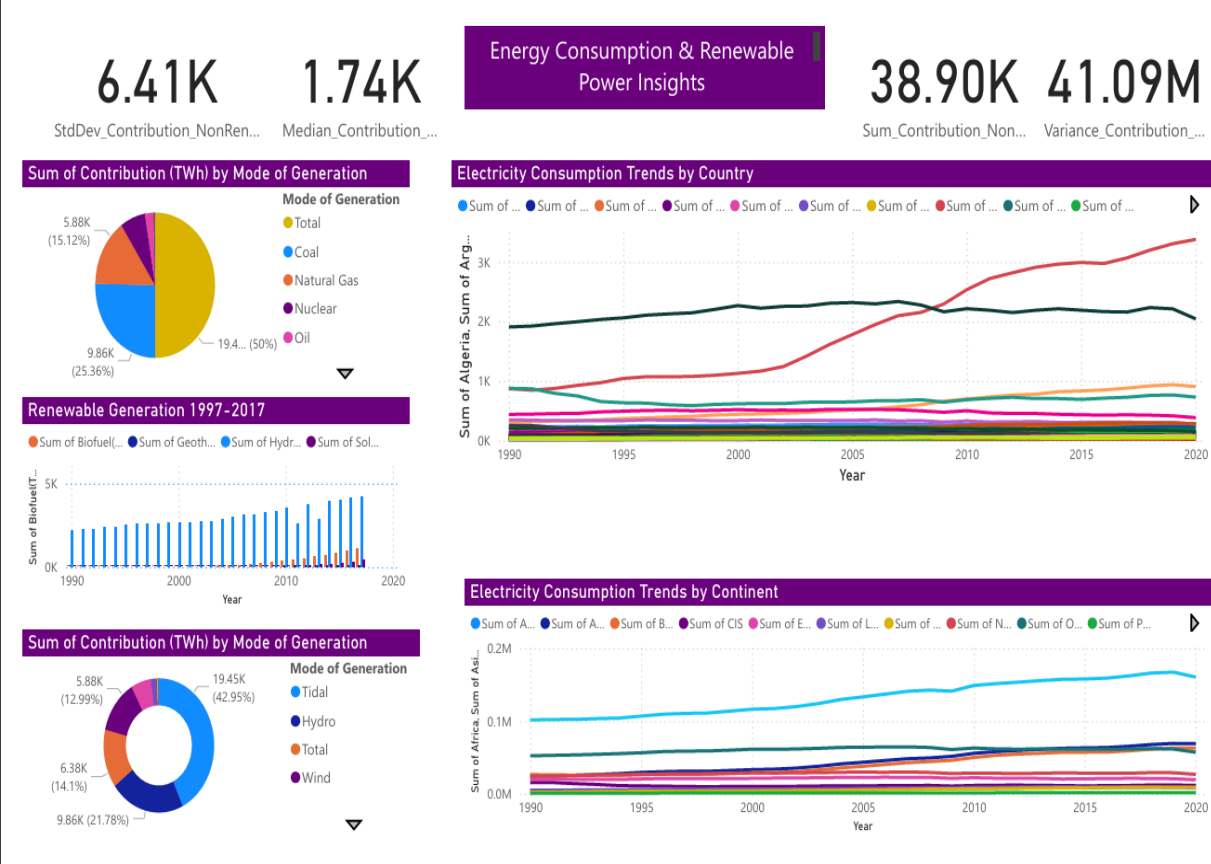 6.41K
StdDev_Contribution_NonRen...
1.74K
Median_Contribution_...
Energy Consumption & Renewable
Power Insights
38.90K
Sum_Contribution_Non...
41.09M
Variance_Contribution_...
Sum of Contribution (TWh) by Mode of Generation
Mode of Generation
Total
Coal
Natural Gas
Nuclear
Oil
5.88K
(15.12%)
9.86K
(25.36%)
19.4... (50%)
Electricity Consumption Trends by Country
Sum of ... Sum of ... Sum of ... Sum of ... Sum of ... Sum of ... Sum of ... Sum of ... Sum of ... Sum of ...
Sum of Algeria, Sum of Arg...
3K
2K
1K
0K
1990 1995 2000 2005 2010 2015 2020
Year
Renewable Generation 1997-2017
Sum of Biofuel(... Sum of Geoth... Sum of Hydr... Sum of Sol...
Sum of Biofuel(T...
5K
0K
1990 2000 2010 2020
Year
Sum of Contribution (TWh) by Mode of Generation
Mode of Generation
Tidal
Hydro
Total
Wind
5.88K
(12.99%)
19.45K
(42.95%)
6.38K
(14.1%)
9.86K (21.78%)
Electricity Consumption Trends by Continent
Sum of A... Sum of A... Sum of B... Sum of CIS Sum of E... Sum of L... Sum of ... Sum of N... Sum of O... Sum of P...
Sum of Africa, Sum of Asi...
0.2M
0.1M
0.0M
1990 1995 2000 2005 2010 2015 2020
Year